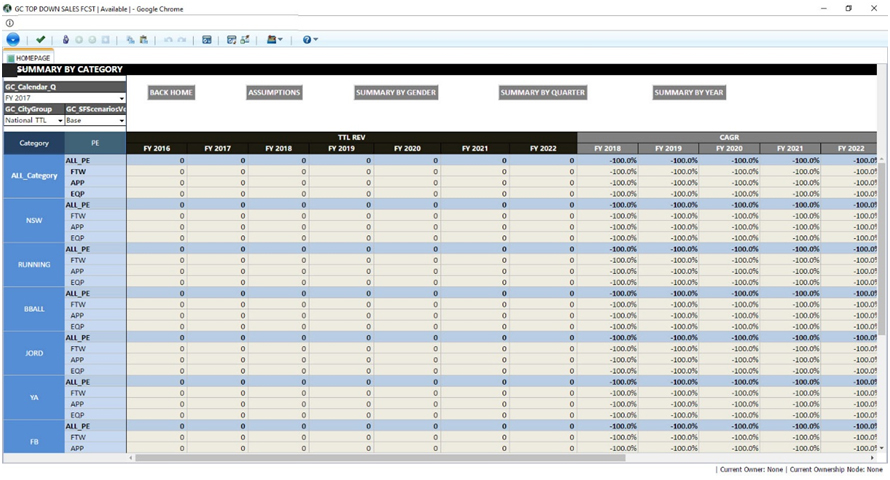 GC TOP DOWN SALES FCST | Available | - Google Chrome
HOMEPAGE
SUMMARY BY CATEGORY
GC_Calendar_Q
FY 2017
GC_CityGroup GC_SFScenariosVe
National TTL Base
BACK HOME ASSUMPTIONS SUMMARY BY GENDER SUMMARY BY QUARTER SUMMARY BY YEAR
Category PE TTL REV CAGR
FY 2016 FY 2017 FY 2018 FY 2019 FY 2020 FY 2021 FY 2022 FY 2018 FY 2019 FY 2020 FY 2021 FY 2022
ALL_Category
ALL_PE 0 0 0 0 0 0 0 -100.0% -100.0% -100.0% -100.0% -100.0%
FTW 0 0 0 0 0 0 0 -100.0% -100.0% -100.0% -100.0% -100.0%
APP 0 0 0 0 0 0 0 -100.0% -100.0% -100.0% -100.0% -100.0%
EQP 0 0 0 0 0 0 0 -100.0% -100.0% -100.0% -100.0% -100.0%
NSW
ALL_PE 0 0 0 0 0 0 0 -100.0% -100.0% -100.0% -100.0% -100.0%
FTW 0 0 0 0 0 0 0 -100.0% -100.0% -100.0% -100.0% -100.0%
APP 0 0 0 0 0 0 0 -100.0% -100.0% -100.0% -100.0% -100.0%
EQP 0 0 0 0 0 0 0 -100.0% -100.0% -100.0% -100.0% -100.0%
RUNNING
ALL_PE 0 0 0 0 0 0 0 -100.0% -100.0% -100.0% -100.0% -100.0%
FTW 0 0 0 0 0 0 0 -100.0% -100.0% -100.0% -100.0% -100.0%
APP 0 0 0 0 0 0 0 -100.0% -100.0% -100.0% -100.0% -100.0%
EQP 0 0 0 0 0 0 0 -100.0% -100.0% -100.0% -100.0% -100.0%
BBALL
ALL_PE 0 0 0 0 0 0 0 -100.0% -100.0% -100.0% -100.0% -100.0%
FTW 0 0 0 0 0 0 0 -100.0% -100.0% -100.0% -100.0% -100.0%
APP 0 0 0 0 0 0 0 -100.0% -100.0% -100.0% -100.0% -100.0%
EQP 0 0 0 0 0 0 0 -100.0% -100.0% -100.0% -100.0% -100.0%
JORD
ALL_PE 0 0 0 0 0 0 0 -100.0% -100.0% -100.0% -100.0% -100.0%
FTW 0 0 0 0 0 0 0 -100.0% -100.0% -100.0% -100.0% -100.0%
APP 0 0 0 0 0 0 0 -100.0% -100.0% -100.0% -100.0% -100.0%
EQP 0 0 0 0 0 0 0 -100.0% -100.0% -100.0% -100.0% -100.0%
YA
ALL_PE 0 0 0 0 0 0 0 -100.0% -100.0% -100.0% -100.0% -100.0%
FTW 0 0 0 0 0 0 0 -100.0% -100.0% -100.0% -100.0% -100.0%
APP 0 0 0 0 0 0 0 -100.0% -100.0% -100.0% -100.0% -100.0%
EQP 0 0 0 0 0 0 0 -100.0% -100.0% -100.0% -100.0% -100.0%
FB
ALL_PE 0 0 0 0 0 0 0 -100.0% -100.0% -100.0% -100.0% -100.0%
FTW 0 0 0 0 0 0 0 -100.0% -100.0% -100.0% -100.0% -100.0%
APP 0 0 0 0 0 0 0 -100.0% -100.0% -100.0% -100.0% -100.0%
| Current Owner: None | Current Ownership Node: None